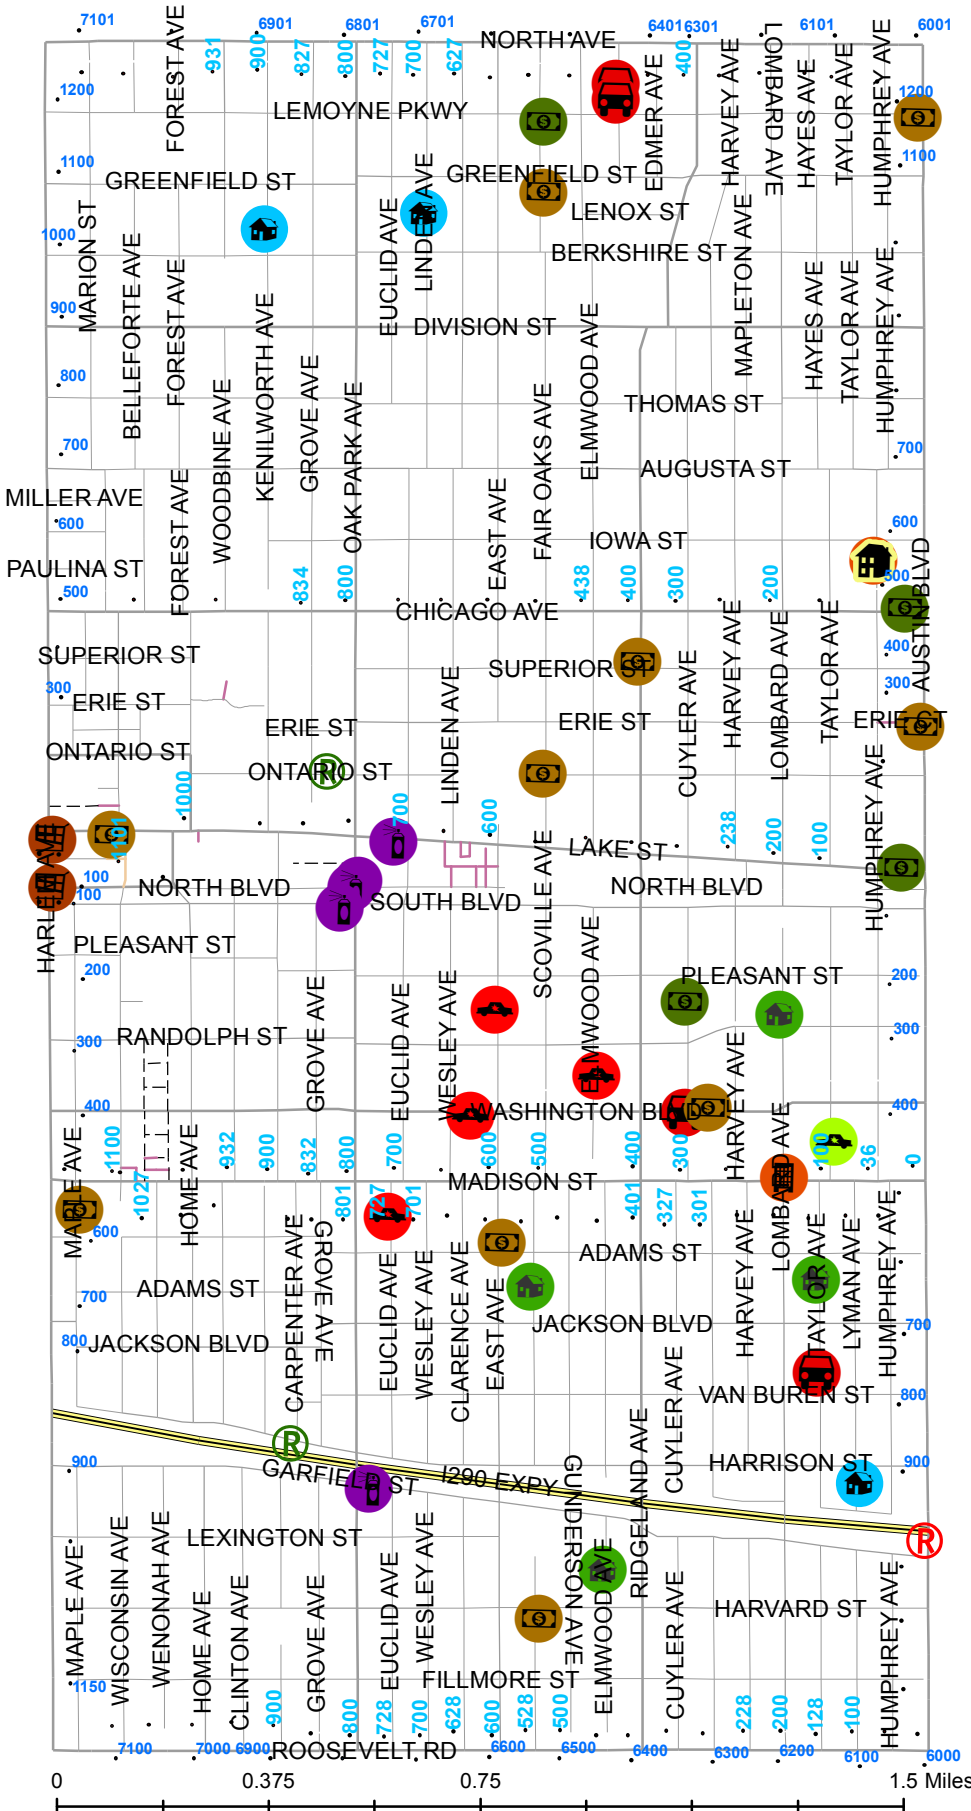 7101
6901
6801
6701
6401
6301
6101
6001
NORTH AVE
FOREST AVE
931
900
827
800
727
700
627
400
1200
LEMOYNE PKWY
EDMER AVE
HARVEY AVE
LOMBARD AVE
HAYES AVE
TAYLOR AVE
HUMPHREY AVE
1200
1100
1100
GREENFIELD ST
GREENFIELD ST
LENOX ST
BERKSHIRE ST
1000
MARION ST
BELLEFORTE AVE
FOREST AVE
EUCLID AVE
LINDEN AVE
MAPLETON AVE
HAYES AVE
TAYLOR AVE
HUMPHREY AVE
900
DIVISION ST
800
WOODBINE AVE
KENILWORTH AVE
GROVE AVE
OAK PARK AVE
FAIR OAKS AVE
ELMWOOD AVE
THOMAS ST
700
AUGUSTA ST
700
MILLER AVE
FOREST AVE
EAST AVE
600
IOWA ST
600
PAULINA ST
500
834
800
438
400
300
200
500
AUSTIN BLVD
CHICAGO AVE
SUPERIOR ST
SUPERIOR ST
400
300
300
ERIE ST
ERIE ST
ERIE ST
ERIE CT
LINDEN AVE
CUYLER AVE
HARVEY AVE
LOMBARD AVE
TAYLOR AVE
ONTARIO ST
ONTARIO ST
®
1000
1101
700
600
238
200
100
HUMPHREY AVE
LAKE ST
100
100
HARLEM AVE
NORTH BLVD
NORTH BLVD
SOUTH BLVD
SCOVILLE AVE
PLEASANT ST
PLEASANT ST
200
200
GROVE AVE
EUCLID AVE
WESLEY AVE
ELMWOOD AVE
RANDOLPH ST
300
300
HARVEY AVE
WASHINGTON BLVD
400
400
MAPLE AVE
1100
1027
HOME AVE
932
900
832
800
700
600
500
400
300
100
36
0
LOMBARD AVE
MADISON ST
801
727
701
401
327
301
600
CARPENTER AVE
GROVE AVE
EUCLID AVE
WESLEY AVE
CLARENCE AVE
EAST AVE
ADAMS ST
ADAMS ST
HARVEY AVE
TAYLOR AVE
LYMAN AVE
HUMPHREY AVE
700
JACKSON BLVD
JACKSON BLVD
700
800
CUYLER AVE
VAN BUREN ST
800
®
HARRISON ST
900
900
GARFIELD ST
I290 EXPY
GUNDERSON AVE
RIDGELAND AVE
LEXINGTON ST
®
MAPLE AVE
WISCONSIN AVE
WENONAH AVE
HOME AVE
CLINTON AVE
GROVE AVE
EUCLID AVE
WESLEY AVE
ELMWOOD AVE
CUYLER AVE
HARVARD ST
HUMPHREY AVE
FILLMORE ST
1150
900
800
728
700
628
600
528
500
228
200
128
100
7100
7000
6900
ROOSEVELT RD
6600
6500
6400
6300
6200
6100
6000
0
0.375
0.75
1.5 Miles